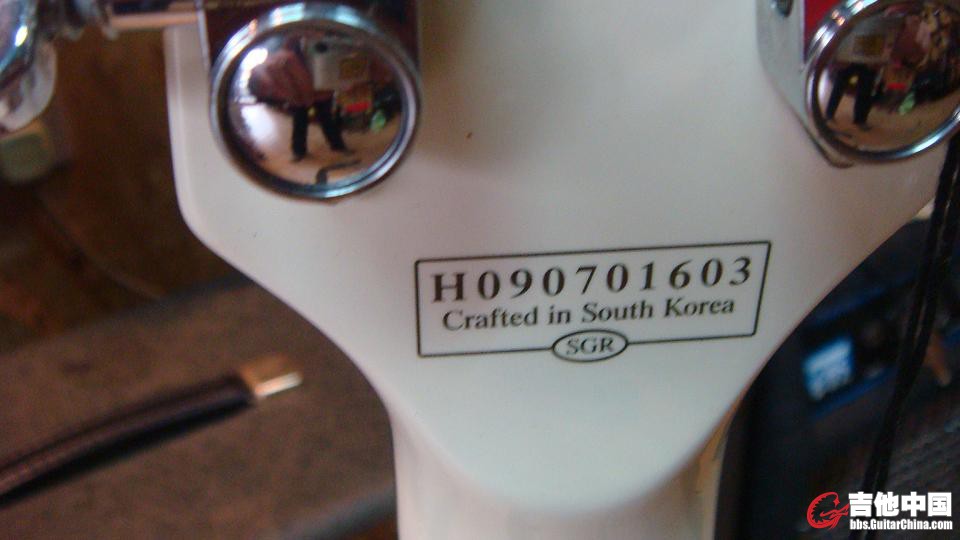 H090701603
Crafted in South Korea
SGR
吉他中国
bbs.GuitarChina.com